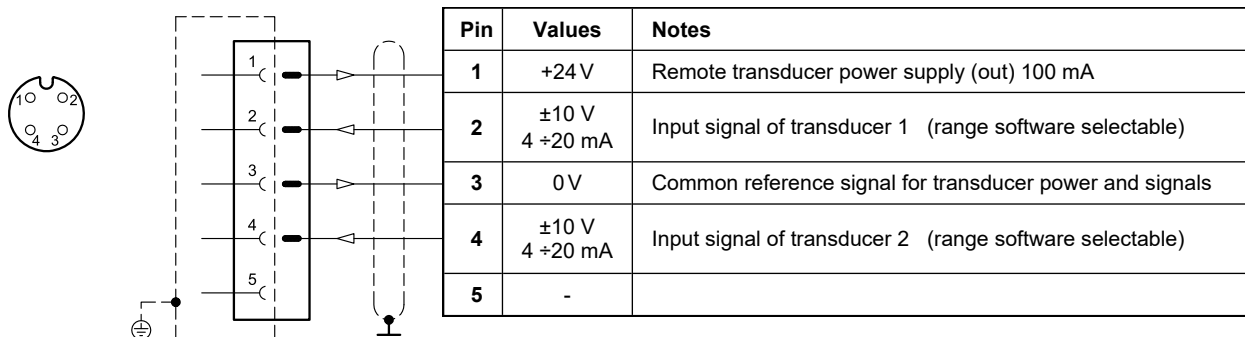 1 2
4 3
1
2
3
4
5
Pin Values Notes
1 +24 V Remote transducer power supply (out) 100 mA
2 ±10 V
4 ÷20 mA Input signal of transducer 1 (range software selectable)
3 0 V Common reference signal for transducer power and signals
4 ±10 V
4 ÷20 mA Input signal of transducer 2 (range software selectable)
5 -